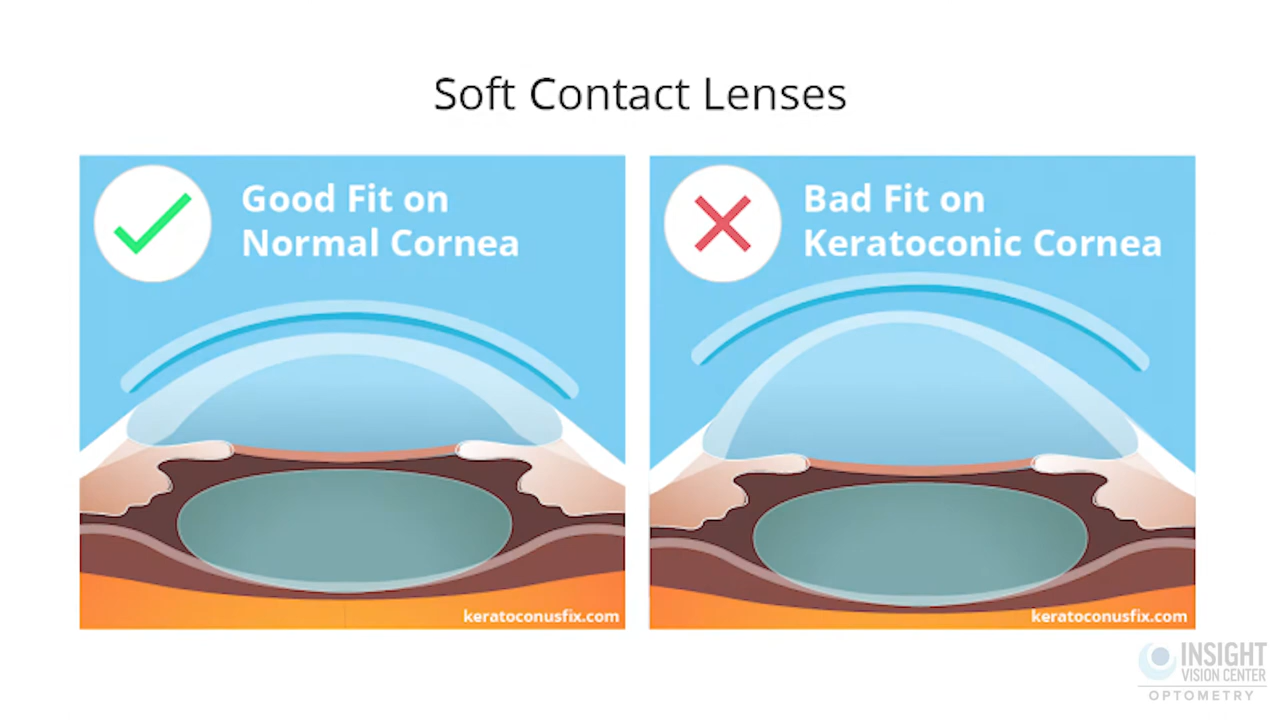 Soft Contact Lenses
Good Fit on
Normal Cornea
Bad Fit on
Keratoconic Cornea
keratoconusfix.com
keratoconusfix.com
INSIGHT
VISION CENTER
OPTOMETRY